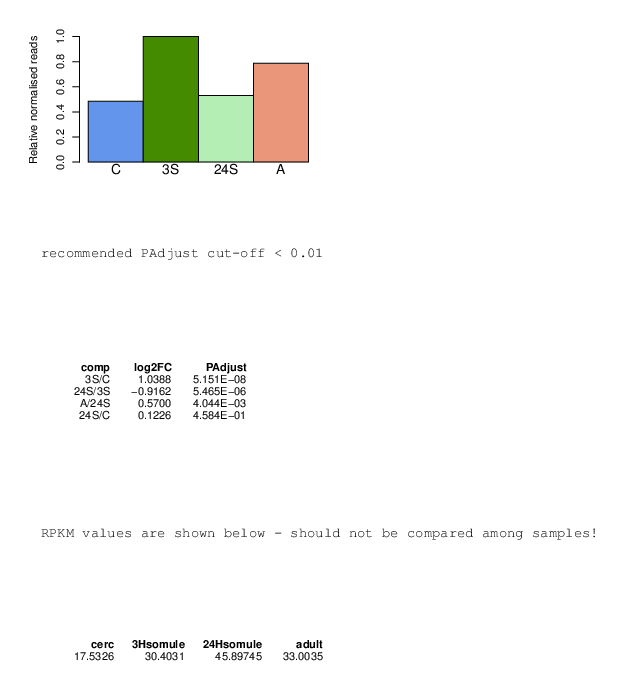 Relative normalised reads
1.0
0.8
0.6
0.4
0.2
0.0
C 3S 24S A
recommended PAdjust cut-off < 0.01
comp log2FC PAdjust
3S/C 1.0388 5.151E−08
24S/3S −0.9162 5.465E−06
A/24S 0.5700 4.044E−03
24S/C 0.1226 4.584E−01
RPKM values are shown below - should not be compared among samples!
cerc 3Hsomule 24Hsomule adult
17.5326 30.4031 45.89745 33.0035